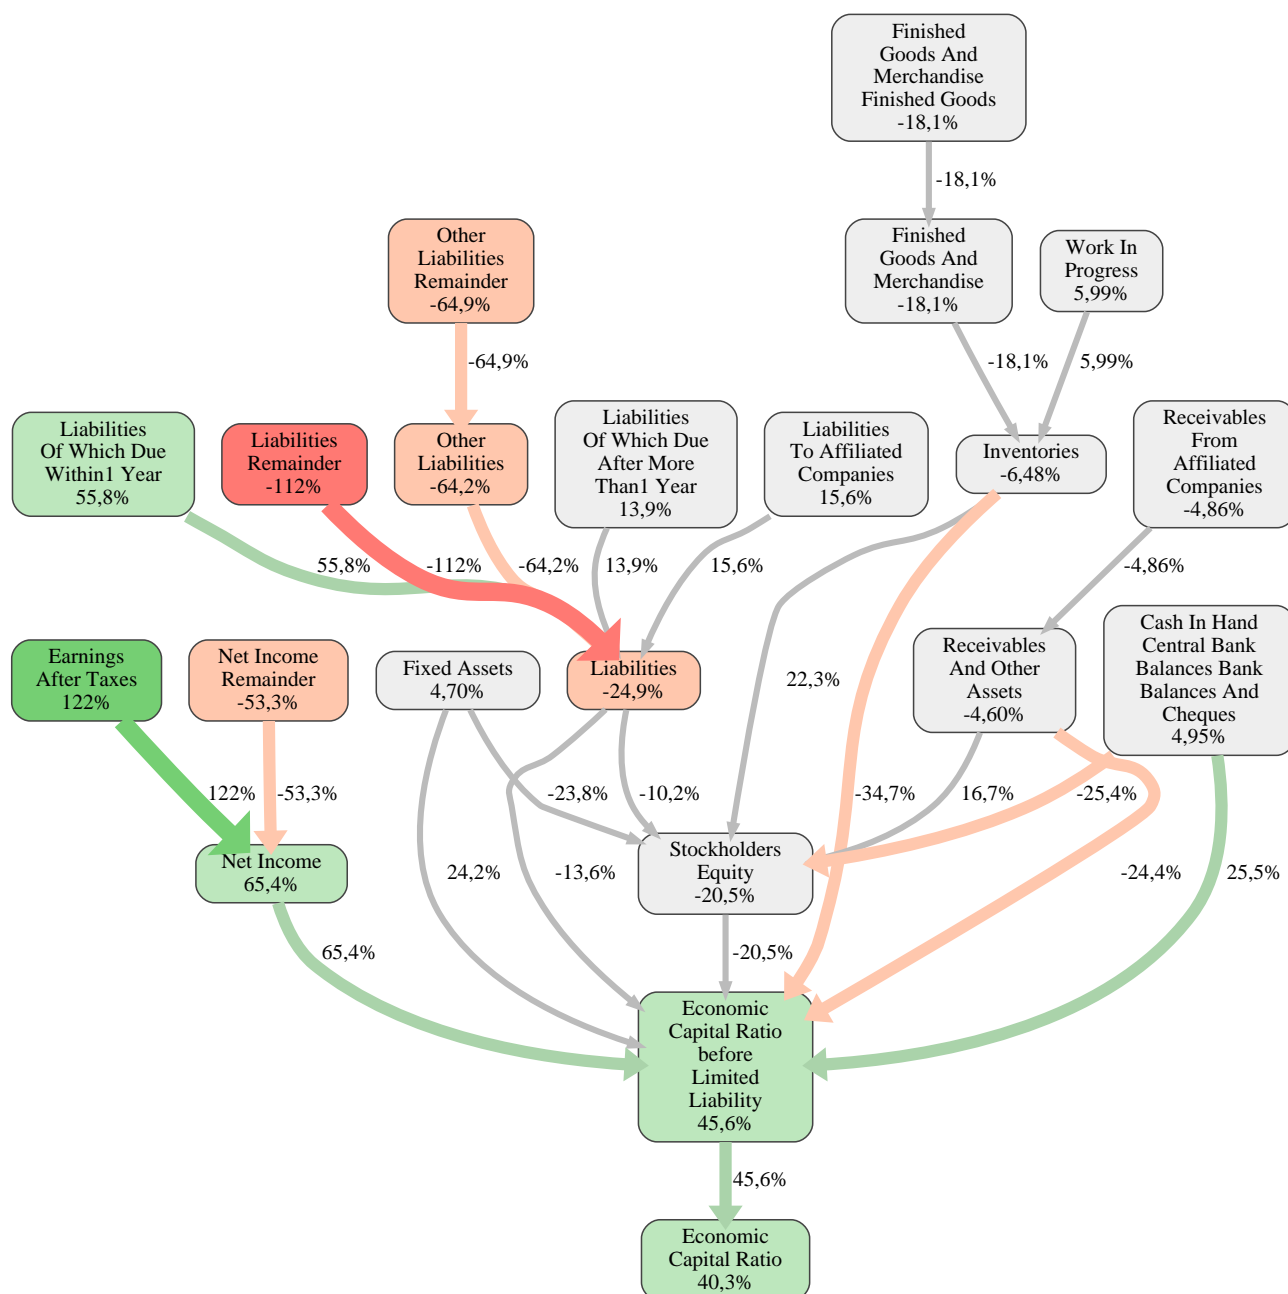 Finished
Goods And
Merchandise
Finished Goods
-18,1%
-18,1%
Other
Liabilities
Remainder
-64,9%
Finished
Goods And
Merchandise
-18,1%
Work In
Progress
5,99%
-64,9%
-18,1%
5,99%
Liabilities
Of Which Due
Within1 Year
55,8%
Liabilities
Remainder
-112%
Other
Liabilities
-64,2%
Liabilities
Of Which Due
After More
Than1 Year
13,9%
Liabilities
To Affiliated
Companies
15,6%
Inventories
-6,48%
Receivables
From
Affiliated
Companies
-4,86%
55,8%
-112%
-64,2%
13,9%
15,6%
-4,86%
Earnings
After Taxes
122%
Net Income
Remainder
-53,3%
Fixed Assets
4,70%
Liabilities
-24,9%
22,3%
Receivables
And Other
Assets
-4,60%
Cash In Hand
Central Bank
Balances Bank
Balances And
Cheques
4,95%
122%
-53,3%
-23,8%
-10,2%
-34,7%
16,7%
-25,4%
Net Income
65,4%
24,2%
-13,6%
Stockholders
Equity
-20,5%
-24,4%
25,5%
65,4%
-20,5%
Economic
Capital Ratio
before
Limited
Liability
45,6%
45,6%
Economic
Capital Ratio
40,3%